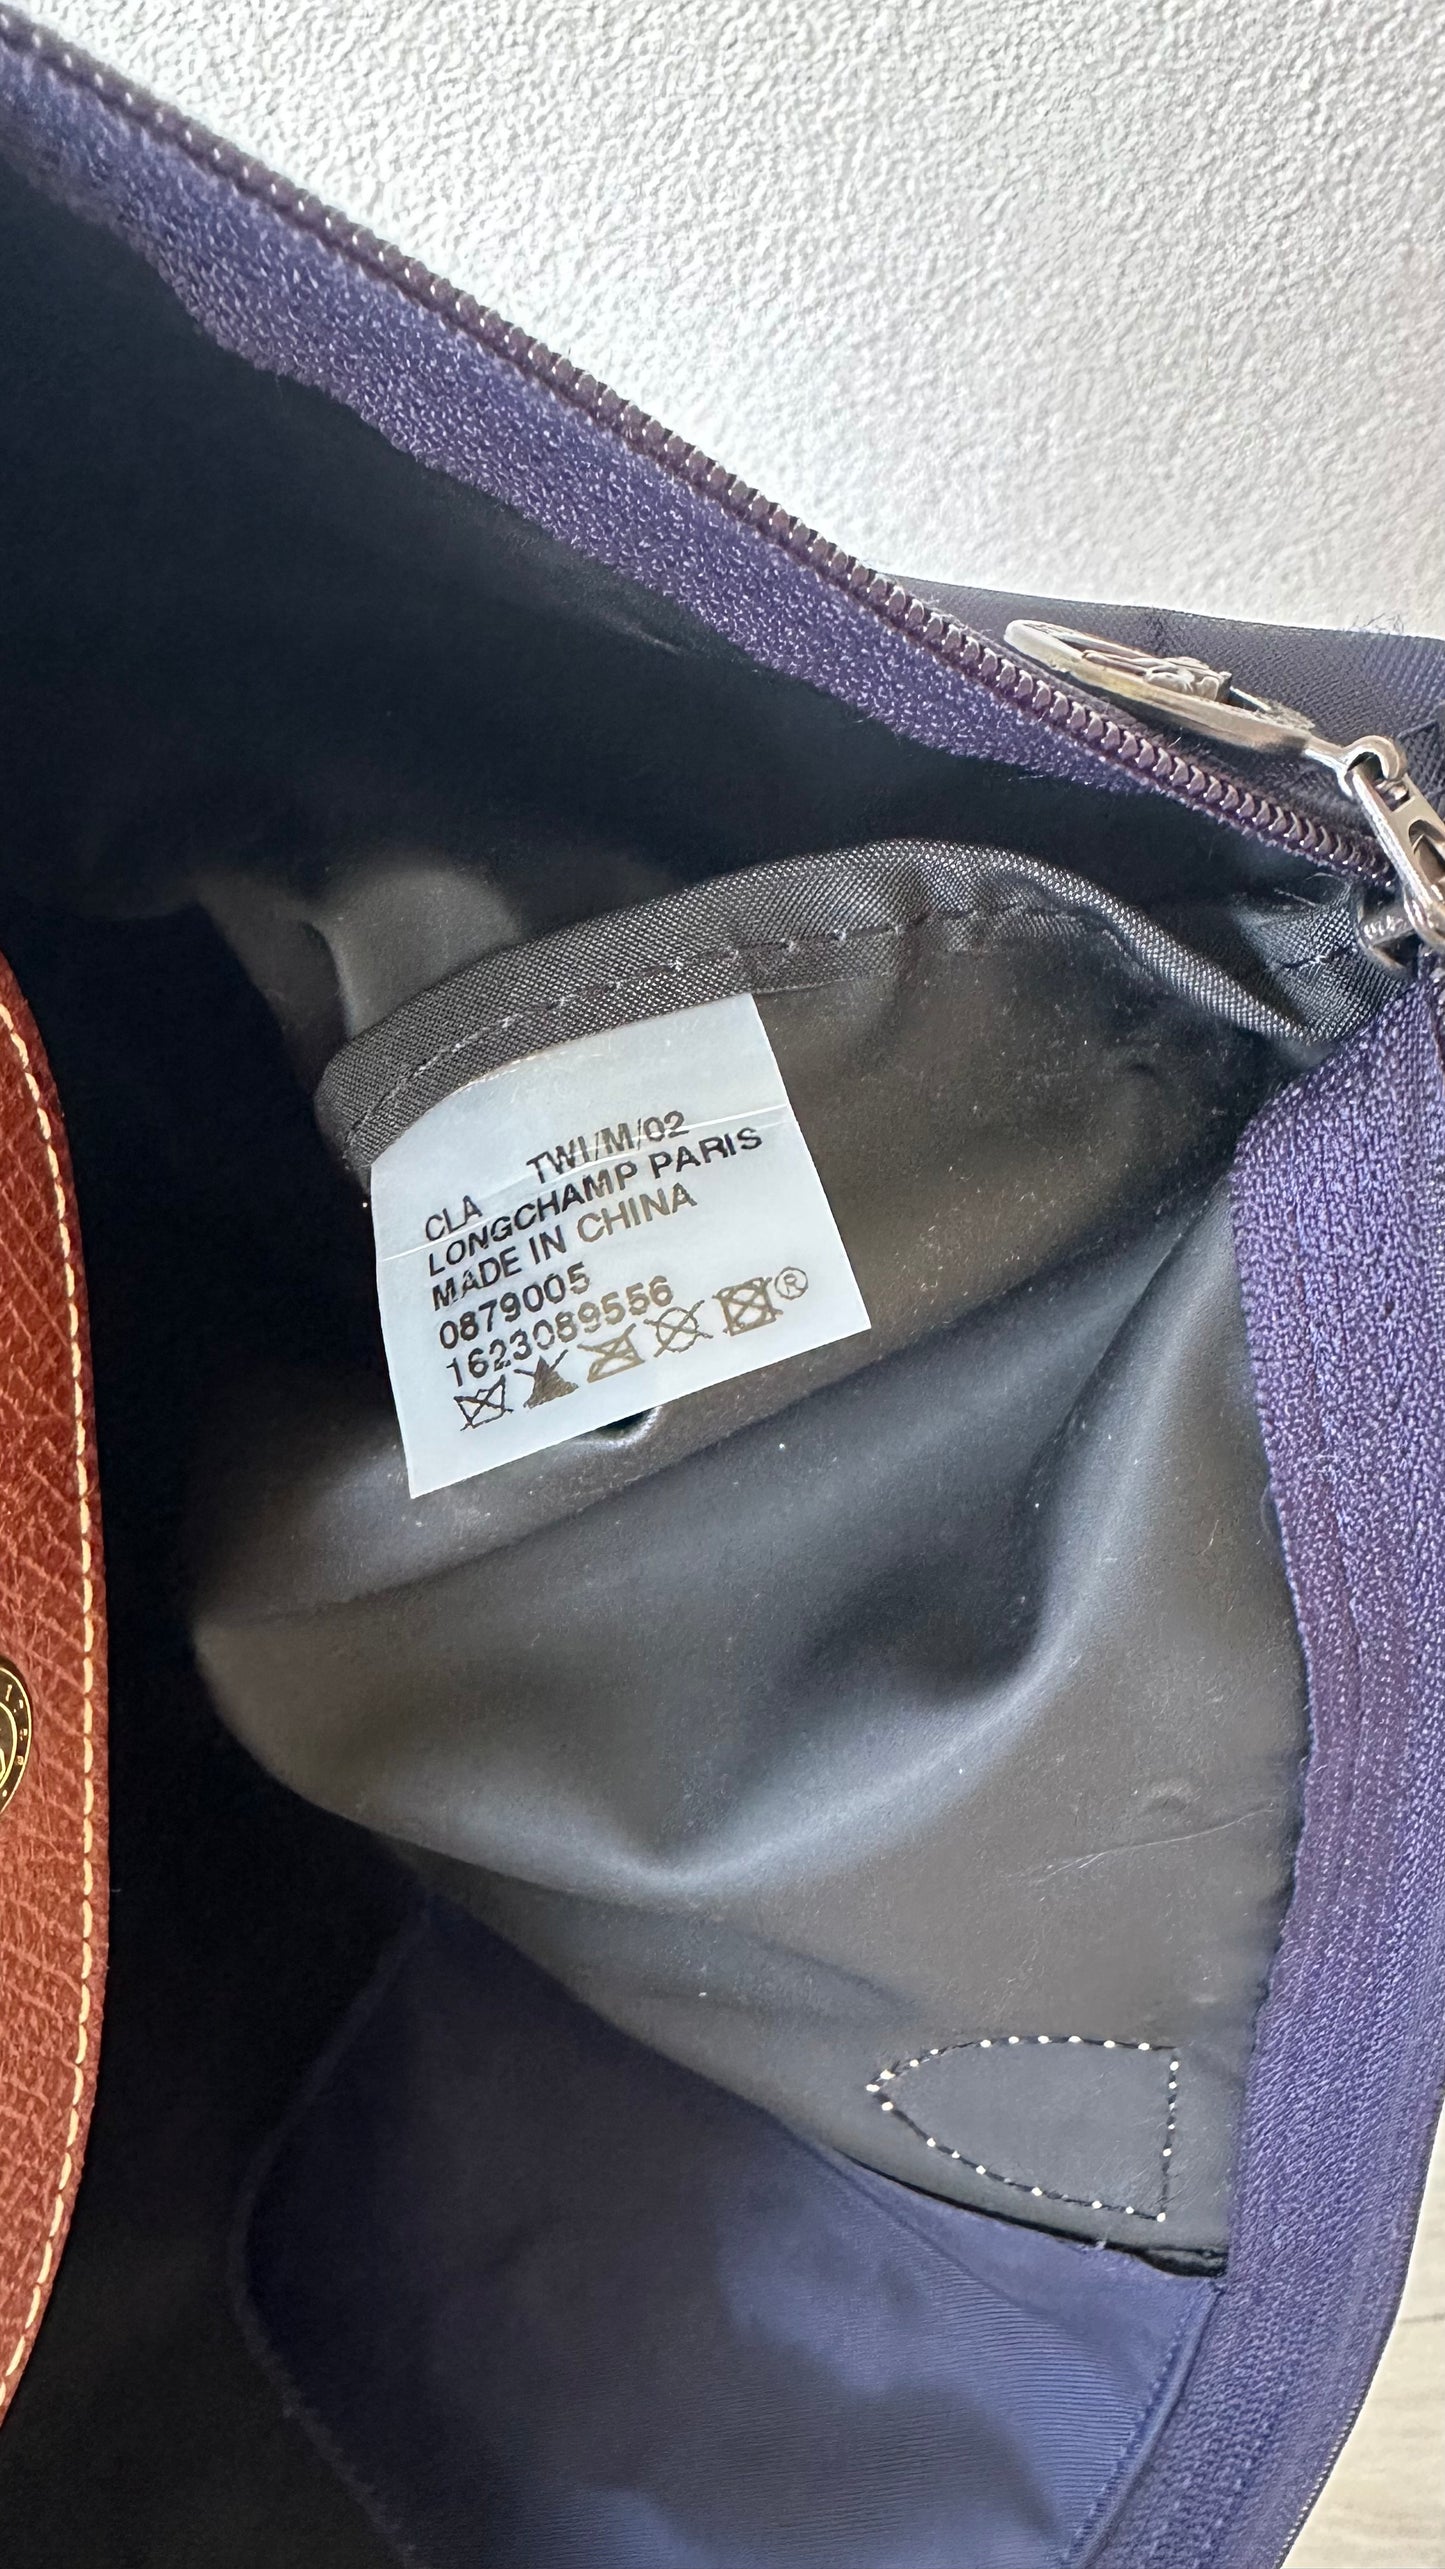 CLA TWI/M/02
LONGCHAMP PARIS
MADE IN CHINA
0879005
1623089556
®